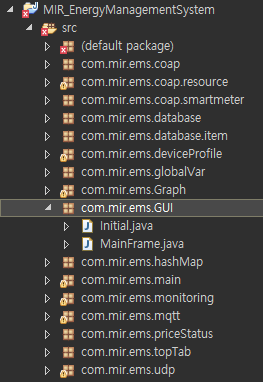 MIR_EnergyManagementSystem
src
(default package)
com.mir.ems.coap
com.mir.ems.coap.resource
com.mir.ems.coap.smartmeter
com.mir.ems.database
com.mir.ems.database.item
com.mir.ems.deviceProfile
com.mir.ems.globalVar
com.mir.ems.Graph
com.mir.ems.GUI
Initial.java
MainFrame.java
com.mir.ems.hashMap
com.mir.ems.main
com.mir.ems.monitoring
com.mir.ems.mqtt
com.mir.ems.priceStatus
com.mir.ems.topTab
com.mir.ems.udp